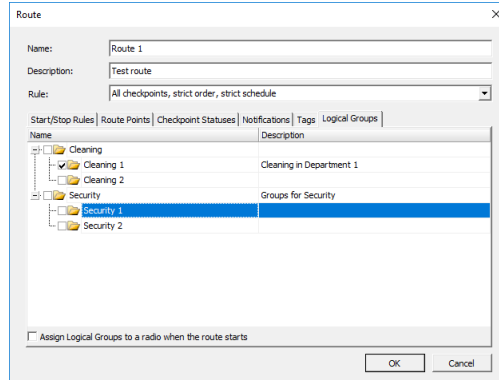 Route
Name: Route 1
Description: Test route
Rule: All checkpoints, strict order, strict schedule
Start/Stop Rules Route Points Checkpoint Statuses Notifications Tags Logical Groups
Name Description
Cleaning
Cleaning 1 Cleaning in Department 1
Cleaning 2
Security Groups for Security
Security 1
Security 2
Assign Logical Groups to a radio when the route starts
OK Cancel